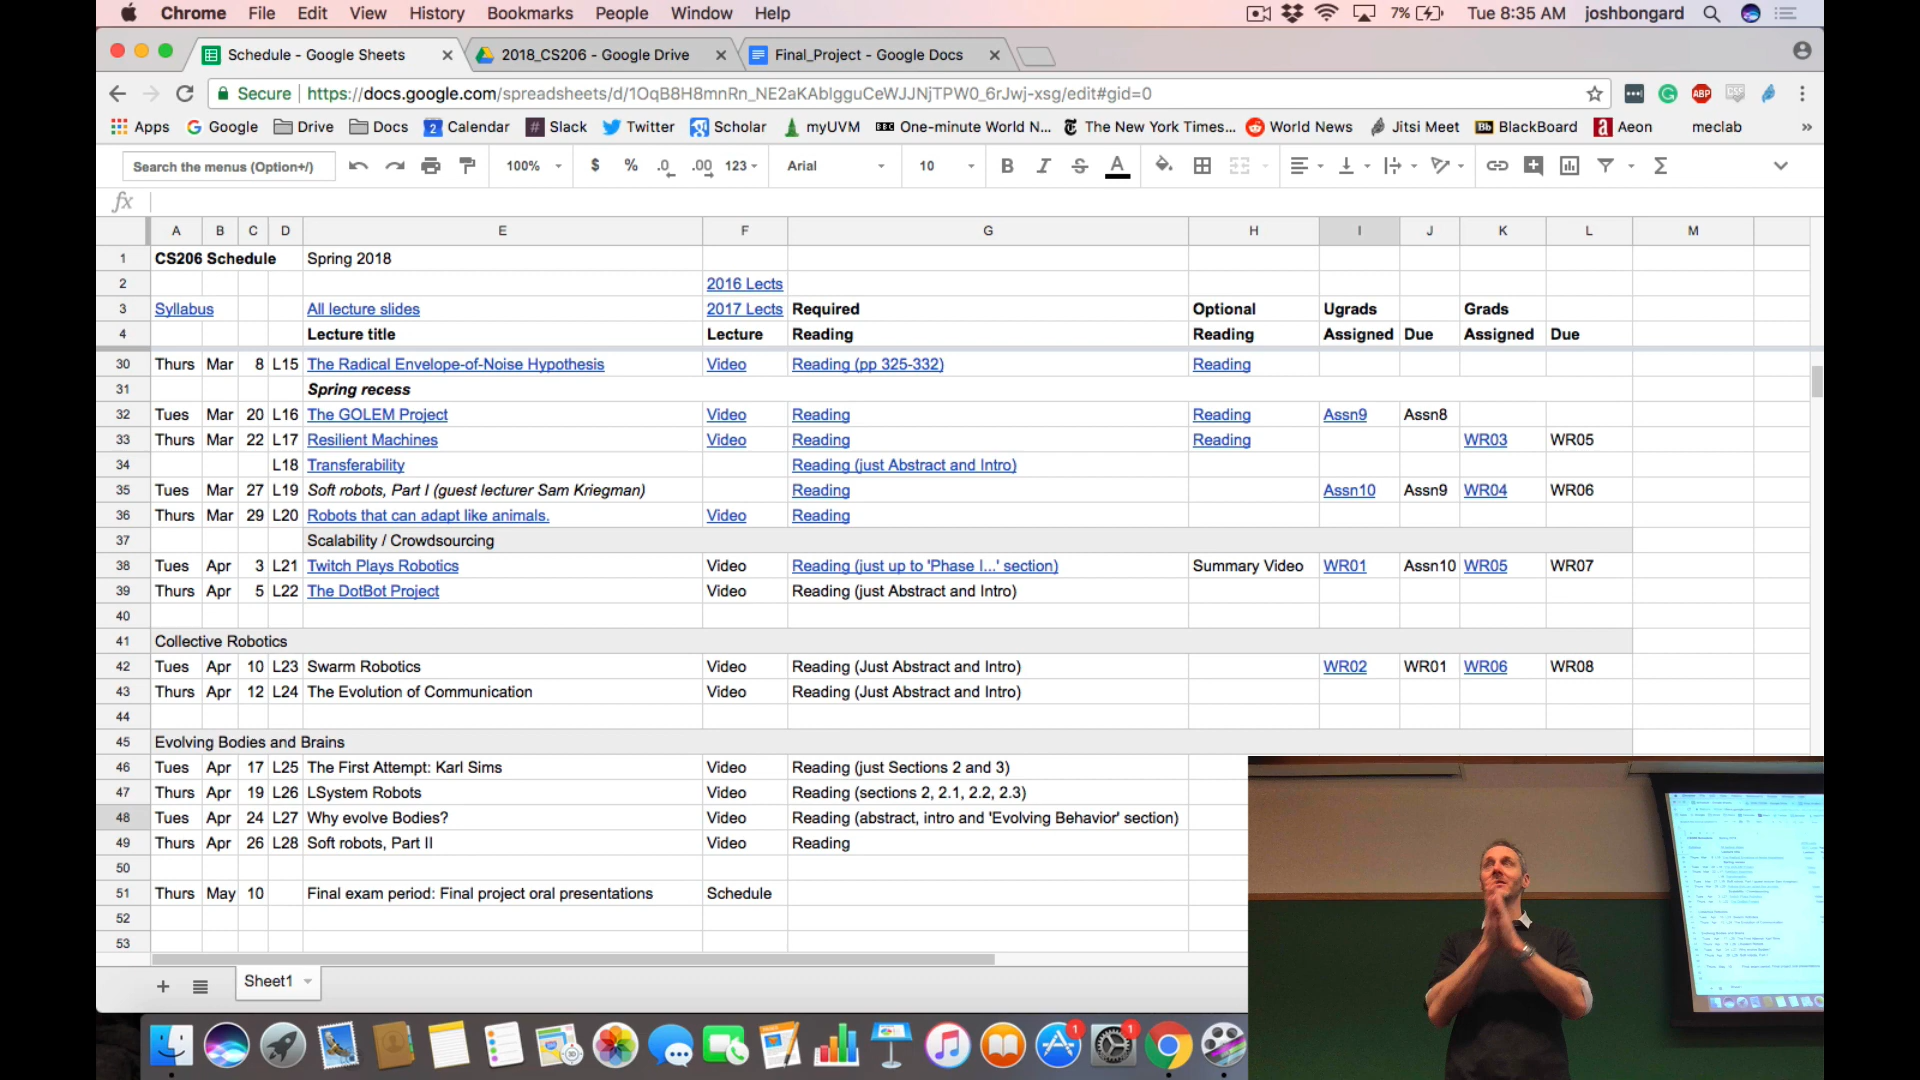 Chrome File Edit View History Bookmarks People Window Help 7% Tue 8:35 AM joshbongard
Schedule - Google Sheets 2018_CS206 - Google Drive Final_Project - Google Docs
Secure https://docs.google.com/spreadsheets/d/1OqB8H8mnRn_NE2aKAblgguCeWJJNjTPW0_6rJwj-xsg/edit#gid=0 ABP
Apps Google Drive Docs Calendar Slack Twitter Scholar myUVM One-minute World N... The New York Times... World News Jitsi Meet BlackBoard Aeon meclab »
Search the menus (Option+/) 100% $ % .0 .00 123 Arial 10 B I S A Σ
fx
A B C D E F G H I J K L M
1 CS206 Schedule Spring 2018
2 2016 Lects
3 Syllabus All lecture slides 2017 Lects Required Optional Ugrads Grads
4 Lecture title Lecture Reading Reading Assigned Due Assigned Due
30 Thurs Mar 8 L15 The Radical Envelope-of-Noise Hypothesis Video Reading (pp 325-332) Reading
31 Spring recess
32 Tues Mar 20 L16 The GOLEM Project Video Reading Reading Assn9 Assn8
33 Thurs Mar 22 L17 Resilient Machines Video Reading Reading WR03 WR05
34 L18 Transferability Reading (just Abstract and Intro)
35 Tues Mar 27 L19 Soft robots, Part I (guest lecturer Sam Kriegman) Reading Assn10 Assn9 WR04 WR06
36 Thurs Mar 29 L20 Robots that can adapt like animals. Video Reading
37 Scalability / Crowdsourcing
38 Tues Apr 3 L21 Twitch Plays Robotics Video Reading (just up to 'Phase I...' section) Summary Video WR01 Assn10 WR05 WR07
39 Thurs Apr 5 L22 The DotBot Project Video Reading (just Abstract and Intro)
40
41 Collective Robotics
42 Tues Apr 10 L23 Swarm Robotics Video Reading (Just Abstract and Intro) WR02 WR01 WR06 WR08
43 Thurs Apr 12 L24 The Evolution of Communication Video Reading (Just Abstract and Intro)
44
45 Evolving Bodies and Brains
46 Tues Apr 17 L25 The First Attempt: Karl Sims Video Reading (just Sections 2 and 3)
47 Thurs Apr 19 L26 LSystem Robots Video Reading (sections 2, 2.1, 2.2, 2.3)
48 Tues Apr 24 L27 Why evolve Bodies? Video Reading (abstract, intro and 'Evolving Behavior' section)
49 Thurs Apr 26 L28 Soft robots, Part II Video Reading
50
51 Thurs May 10 Final exam period: Final project oral presentations Schedule
52
53
+ Sheet1
1 1